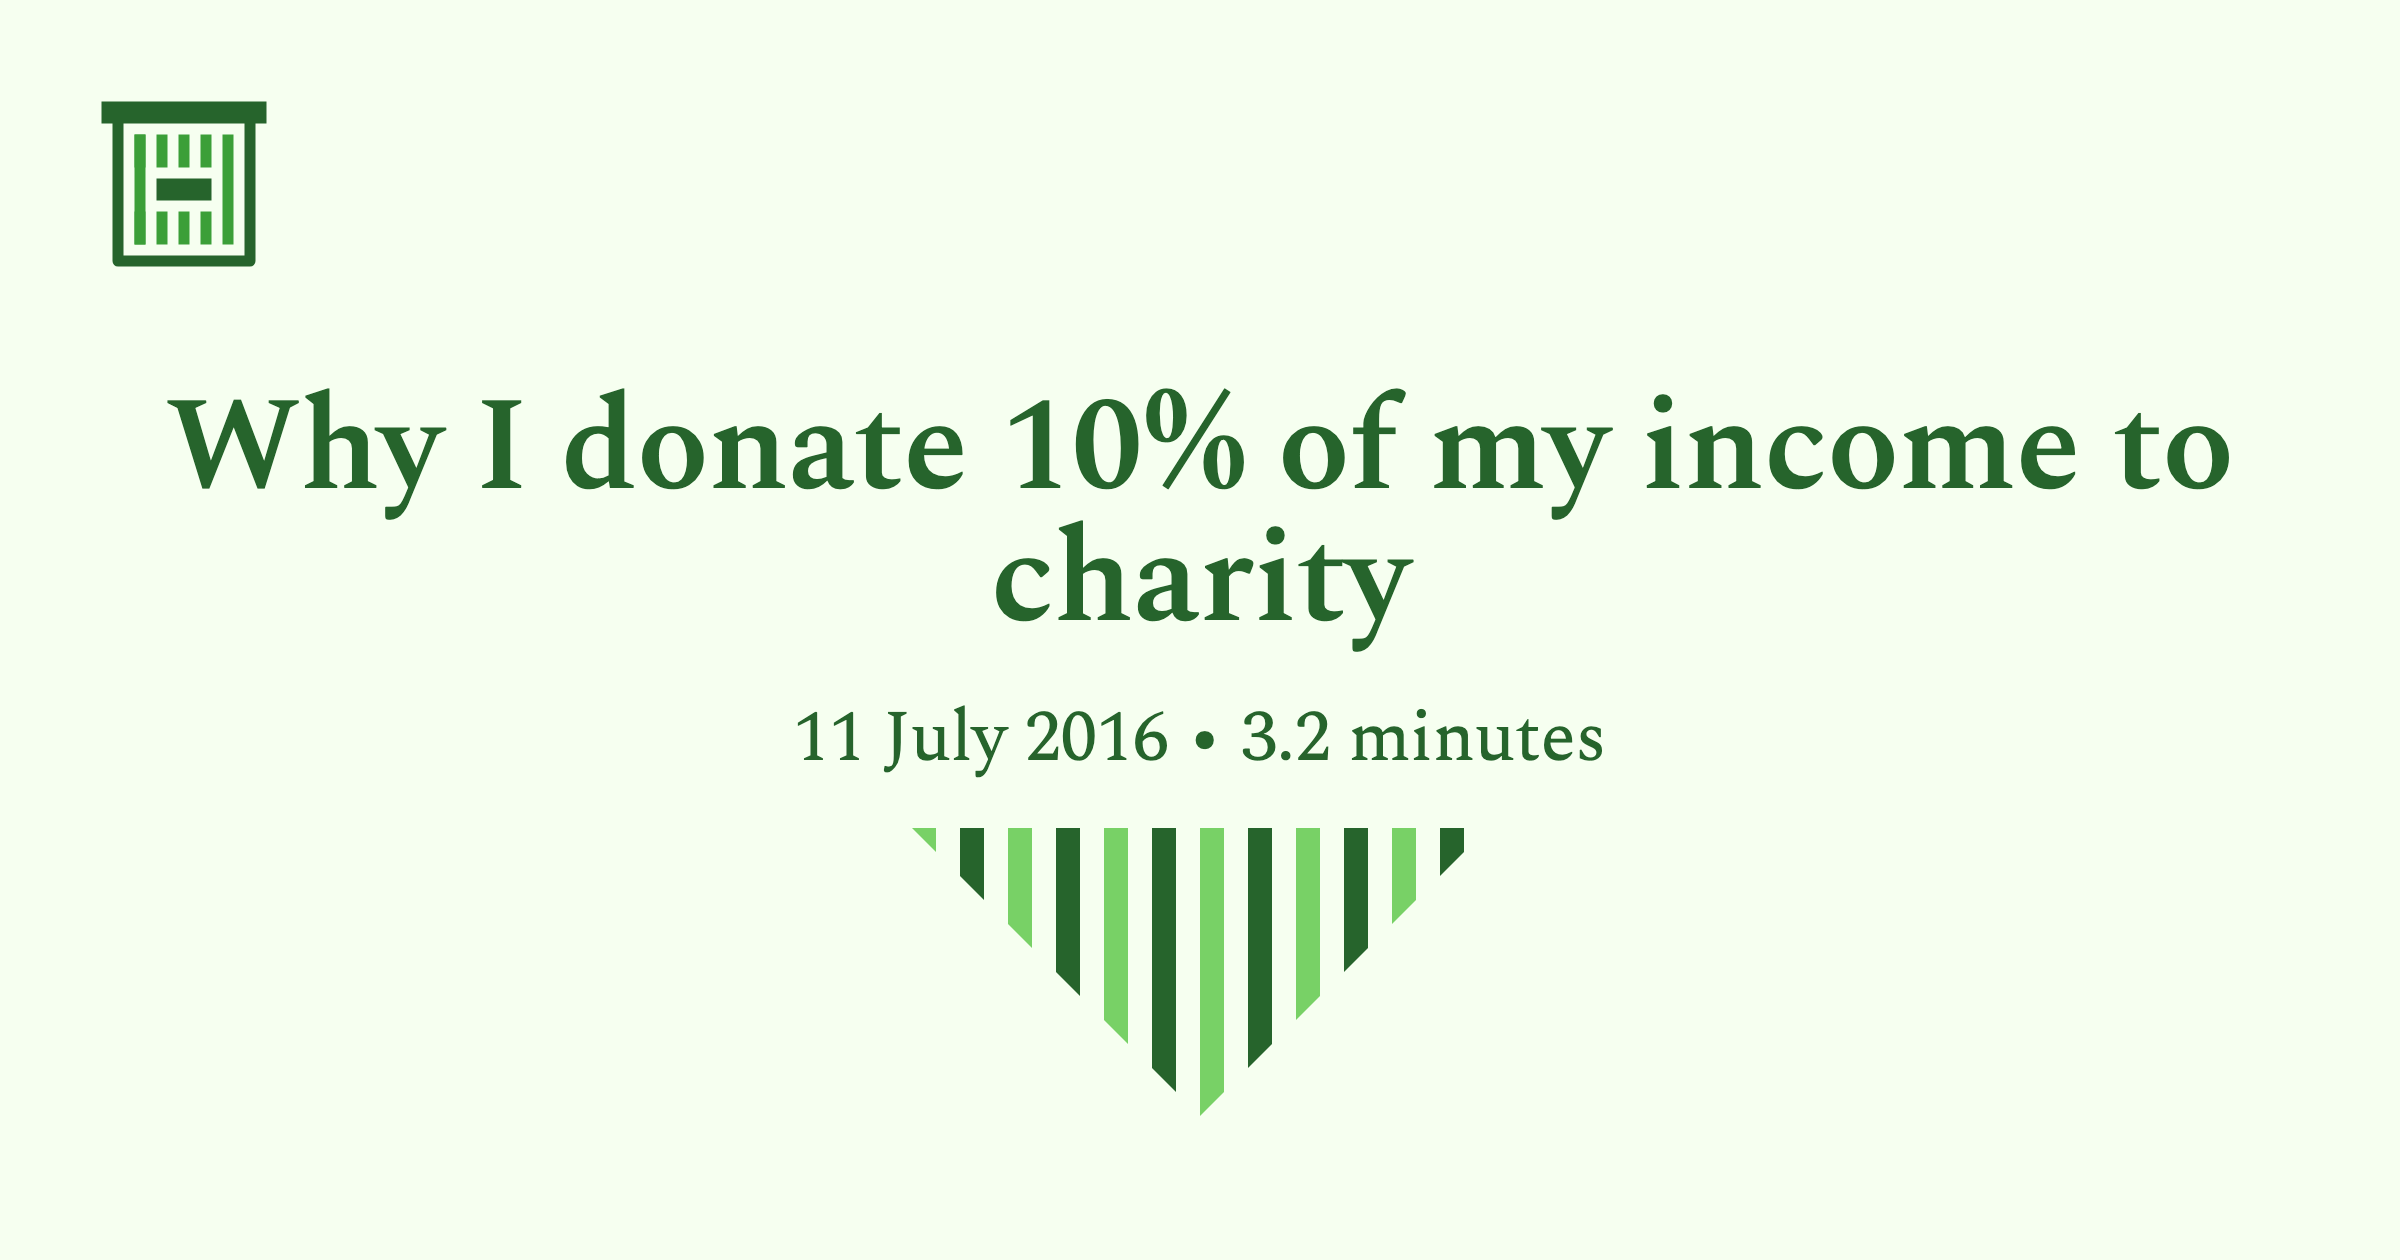 Why I donate 10% of my income to
charity
11 July 2016 • 3.2 minutes